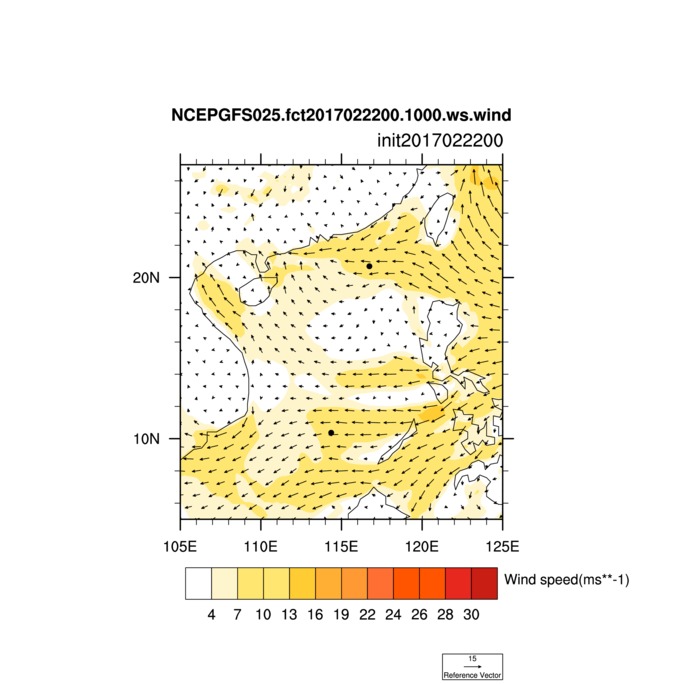 NCEPGFS025.fct2017022200.1000.ws.wind
init2017022200
20N
10N
105E 110E 115E 120E 125E
Wind speed(ms**-1)
4 7 10 13 16 19 22 24 26 28 30
15
Reference Vector